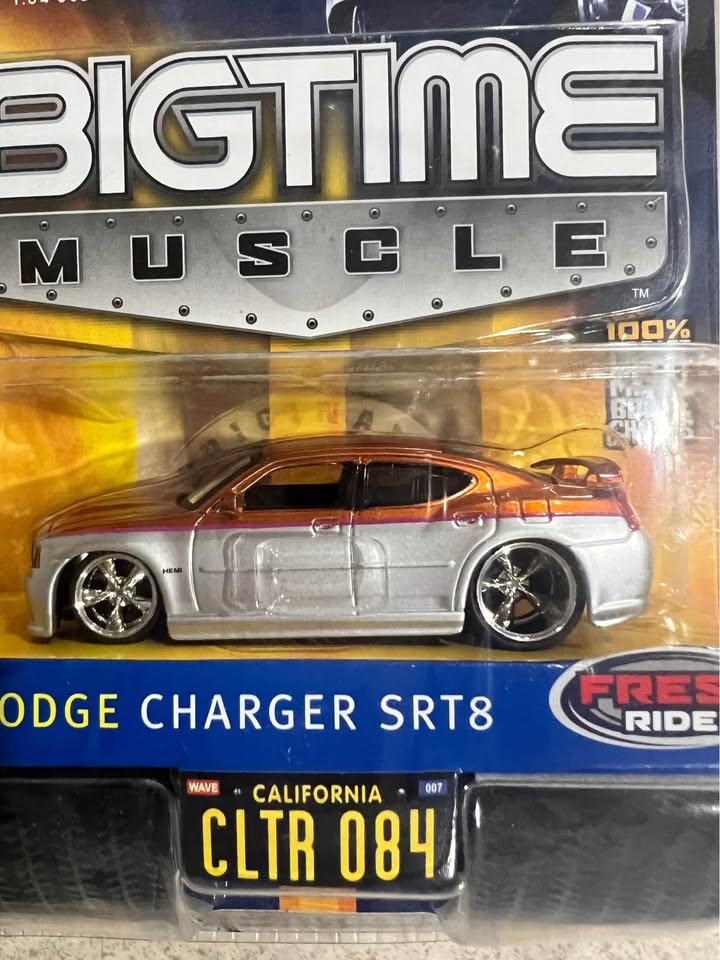 BIGTIME
MUSCLE
TM
100%
HEMI
ODGE CHARGER SRT8
FRES
RIDE
WAVE CALIFORNIA 007
CLTR 084